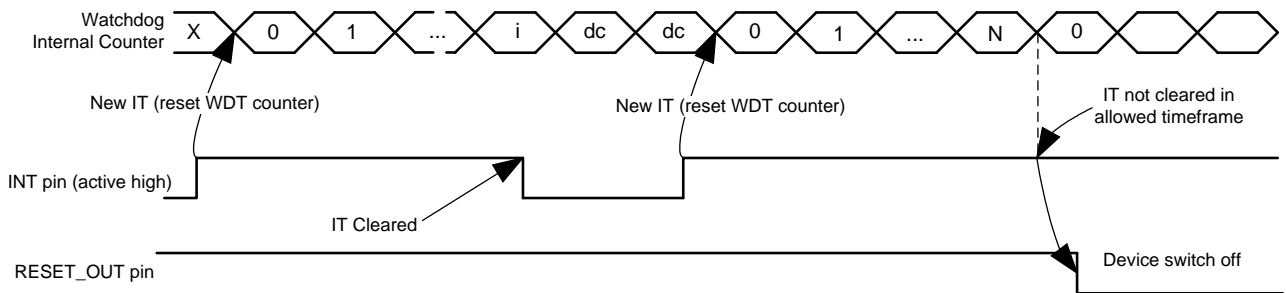 Watchdog
Internal Counter
X 0 1 ... i dc dc 0 1 ... N 0
New IT (reset WDT counter)
New IT (reset WDT counter)
IT not cleared in
allowed timeframe
INT pin (active high)
IT Cleared
RESET_OUT pin
Device switch off